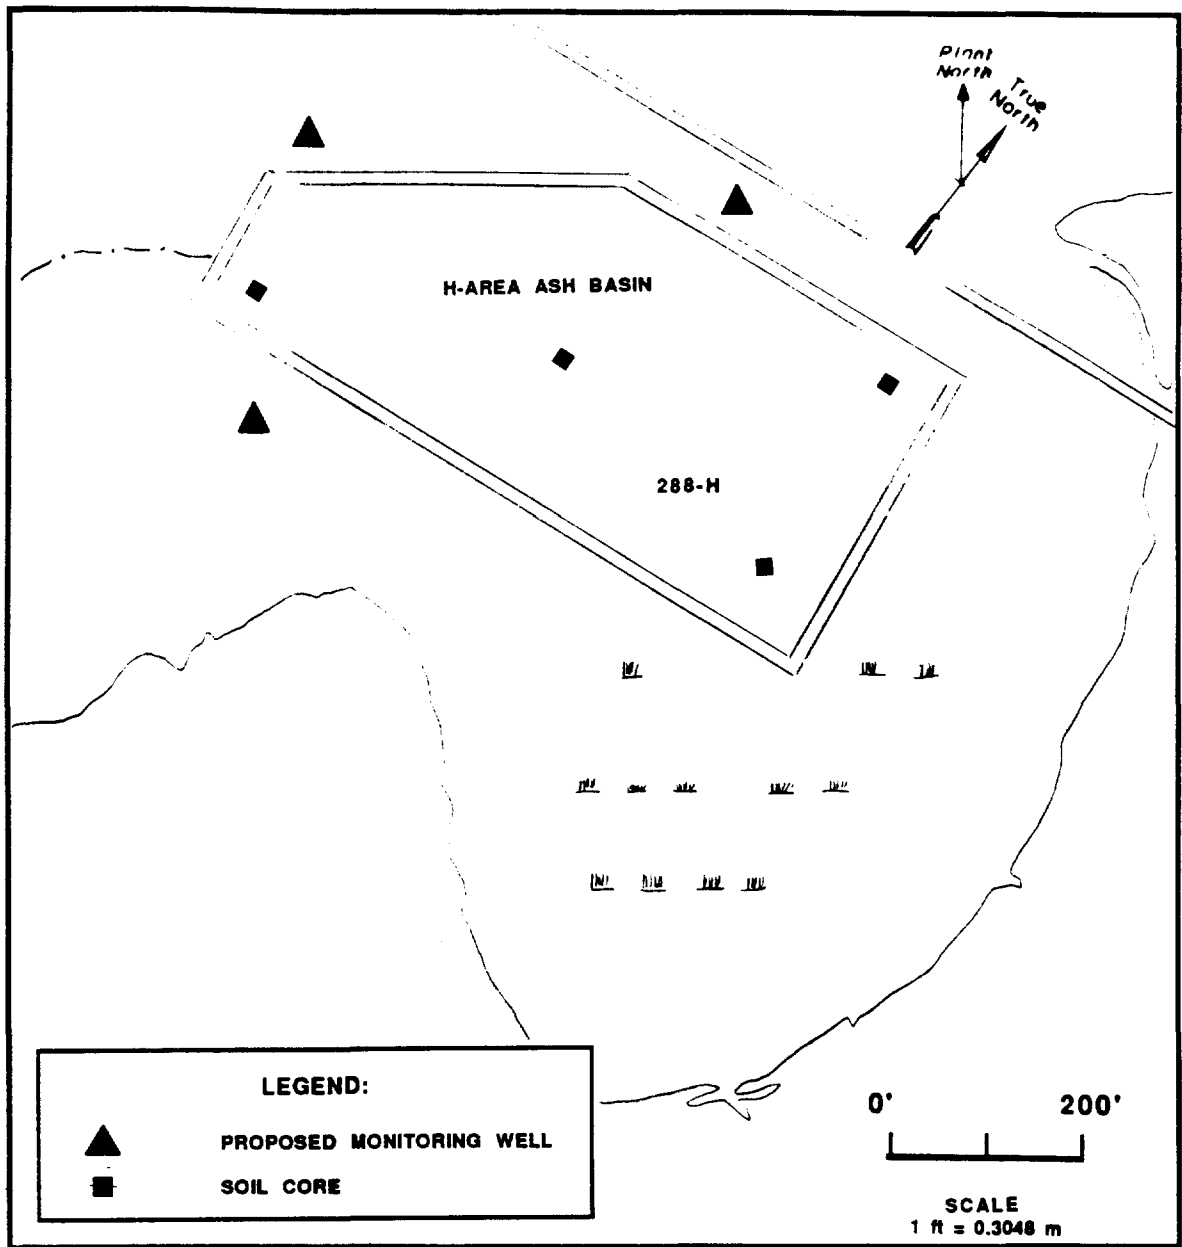 Plant
North
True
North
H-AREA ASH BASIN
288-H
LEGEND:
PROPOSED MONITORING WELL
SOIL CORE
0' 200'
SCALE
1 ft = 0.3048 m